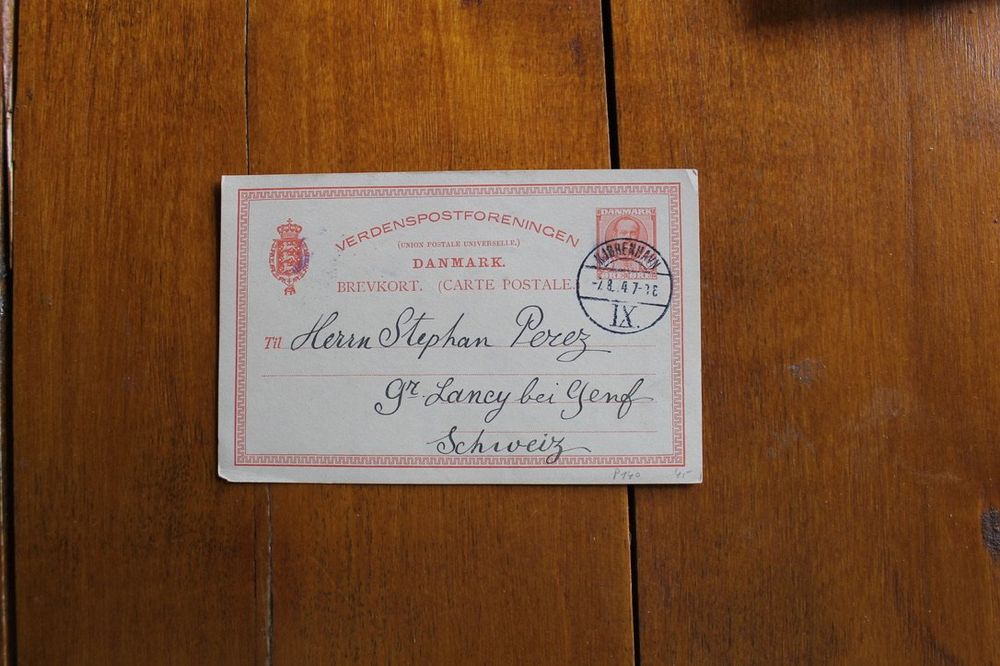 VERDENSPOSTFORENINGEN
(UNION POSTALE UNIVERSELLE.)
DANMARK.
BREVKORT. (CARTE POSTALE.
DANMARK
KJØBENHAVN
IX.
Til Herrn Stephan Perez
Gr. Lancy bei Genf
Schweiz
P140